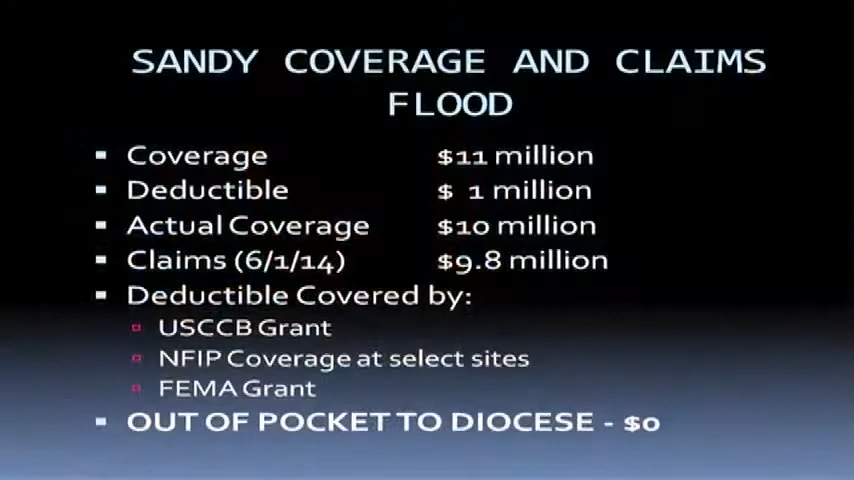 SANDY COVERAGE AND CLAIMS
FLOOD
Coverage $11 million
Deductible $ 1 million
Actual Coverage $10 million
Claims (6/1/14) $9.8 million
Deductible Covered by:
USCCB Grant
NFIP Coverage at select sites
FEMA Grant
OUT OF POCKET TO DIOCESE - $0